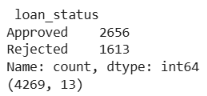 loan_status
Approved    2656
Rejected    1613
Name: count, dtype: int64
(4269, 13)